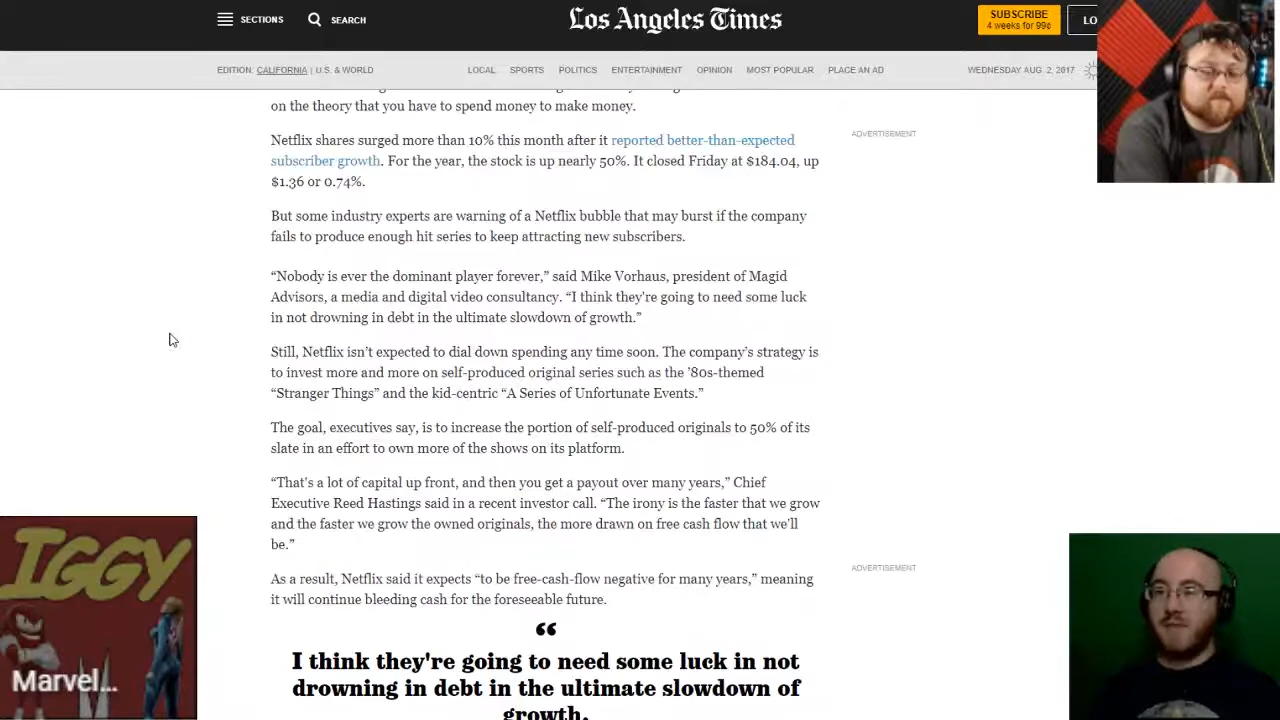 SECTIONS
SEARCH
Los Angeles Times
SUBSCRIBE
4 weeks for 99¢
LO
EDITION: CALIFORNIA | U.S. & WORLD
LOCAL SPORTS POLITICS ENTERTAINMENT OPINION MOST POPULAR PLACE AN AD
WEDNESDAY AUG. 2, 2017
on the theory that you have to spend money to make money.
ADVERTISEMENT
Netflix shares surged more than 10% this month after it reported better-than-expected
subscriber growth. For the year, the stock is up nearly 50%. It closed Friday at $184.04, up
$1.36 or 0.74%.
But some industry experts are warning of a Netflix bubble that may burst if the company
fails to produce enough hit series to keep attracting new subscribers.
“Nobody is ever the dominant player forever,” said Mike Vorhaus, president of Magid
Advisors, a media and digital video consultancy. “I think they're going to need some luck
in not drowning in debt in the ultimate slowdown of growth.”
Still, Netflix isn’t expected to dial down spending any time soon. The company’s strategy is
to invest more and more on self-produced original series such as the ’80s-themed
“Stranger Things” and the kid-centric “A Series of Unfortunate Events.”
The goal, executives say, is to increase the portion of self-produced originals to 50% of its
slate in an effort to own more of the shows on its platform.
“That's a lot of capital up front, and then you get a payout over many years,” Chief
Executive Reed Hastings said in a recent investor call. “The irony is the faster that we grow
and the faster we grow the owned originals, the more drawn on free cash flow that we’ll
be.”
ADVERTISEMENT
As a result, Netflix said it expects “to be free-cash-flow negative for many years,” meaning
it will continue bleeding cash for the foreseeable future.
“
I think they're going to need some luck in not
drowning in debt in the ultimate slowdown of
growth.
IGGY
Marvel...